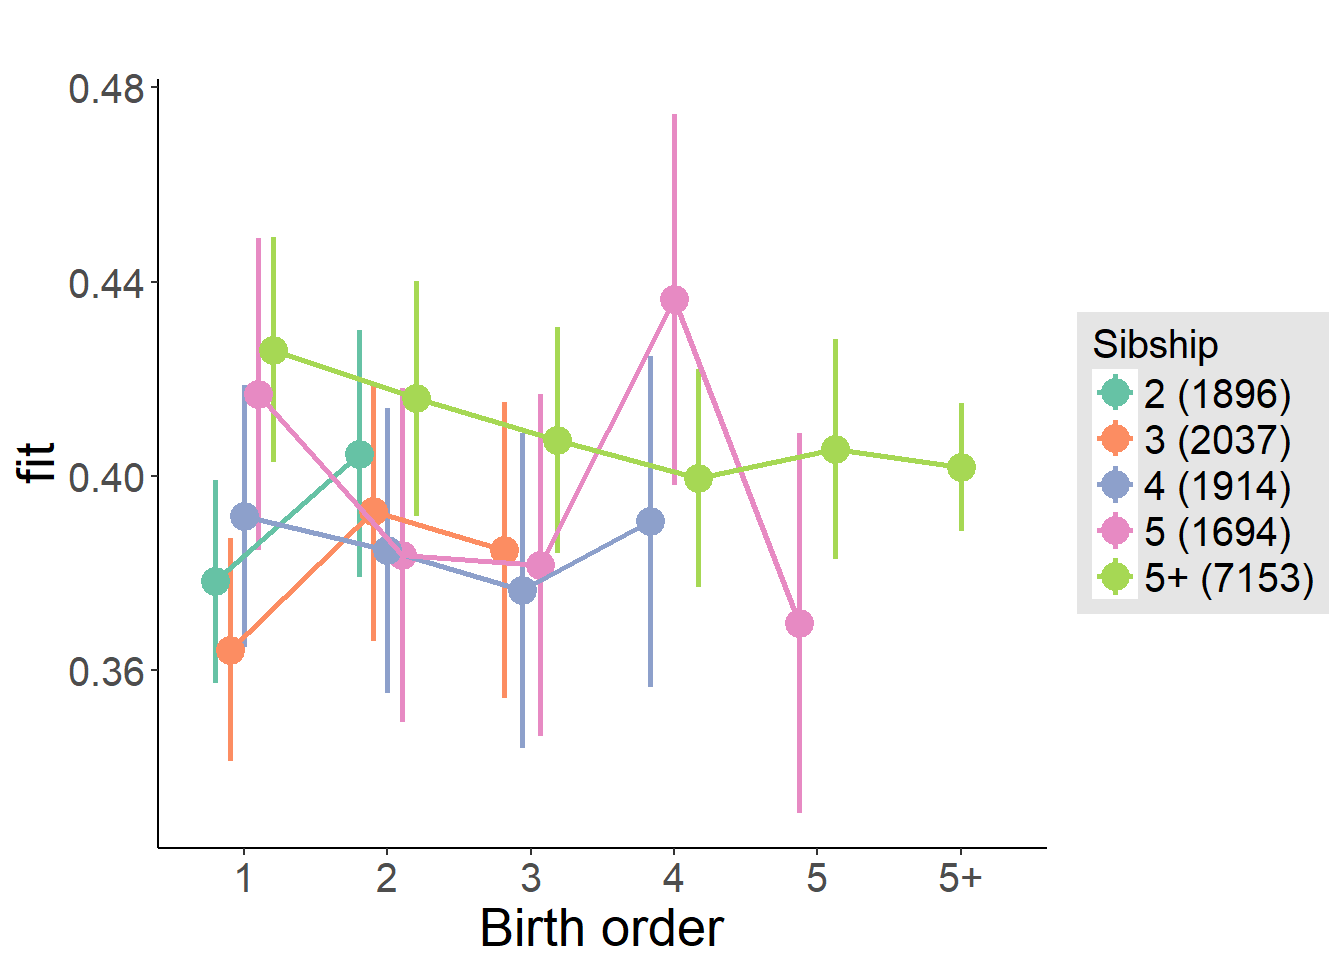 0.48
0.44
0.40
0.36
fit
1 2 3 4 5 5+
Birth order
Sibship
2 (1896)
3 (2037)
4 (1914)
5 (1694)
5+ (7153)